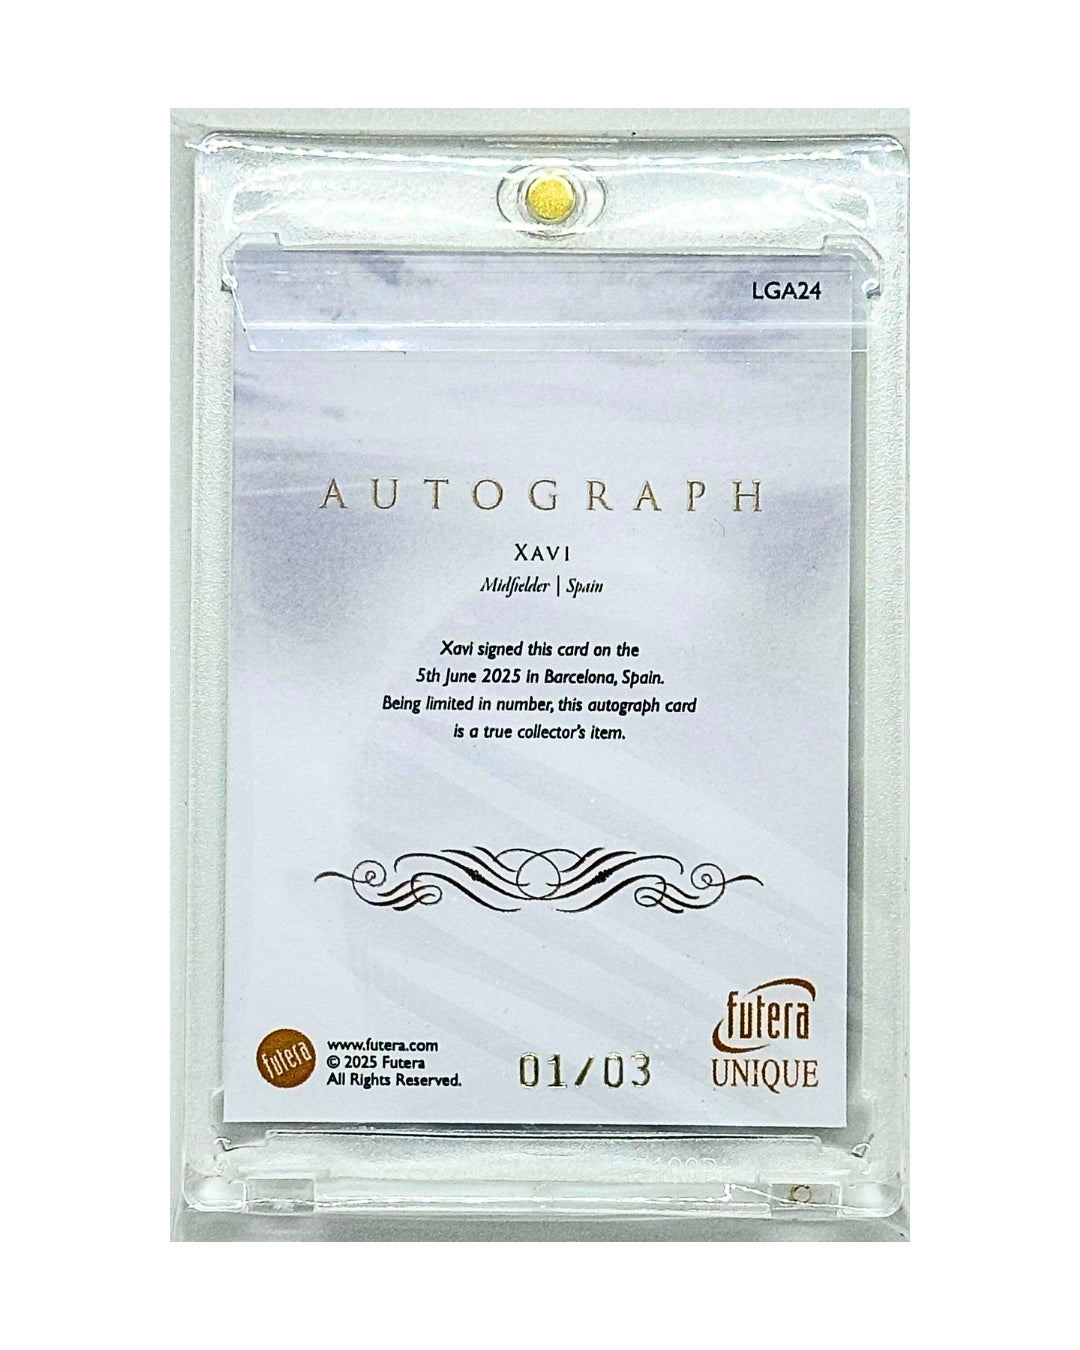 LGA24
AUTOGRAPH
XAVI
Midfielder | Spain
Xavi signed this card on the
5th June 2025 in Barcelona, Spain.
Being limited in number, this autograph card
is a true collector's item.
futera
www.futera.com
© 2025 Futera
All Rights Reserved.
01/03
futera
UNIQUE